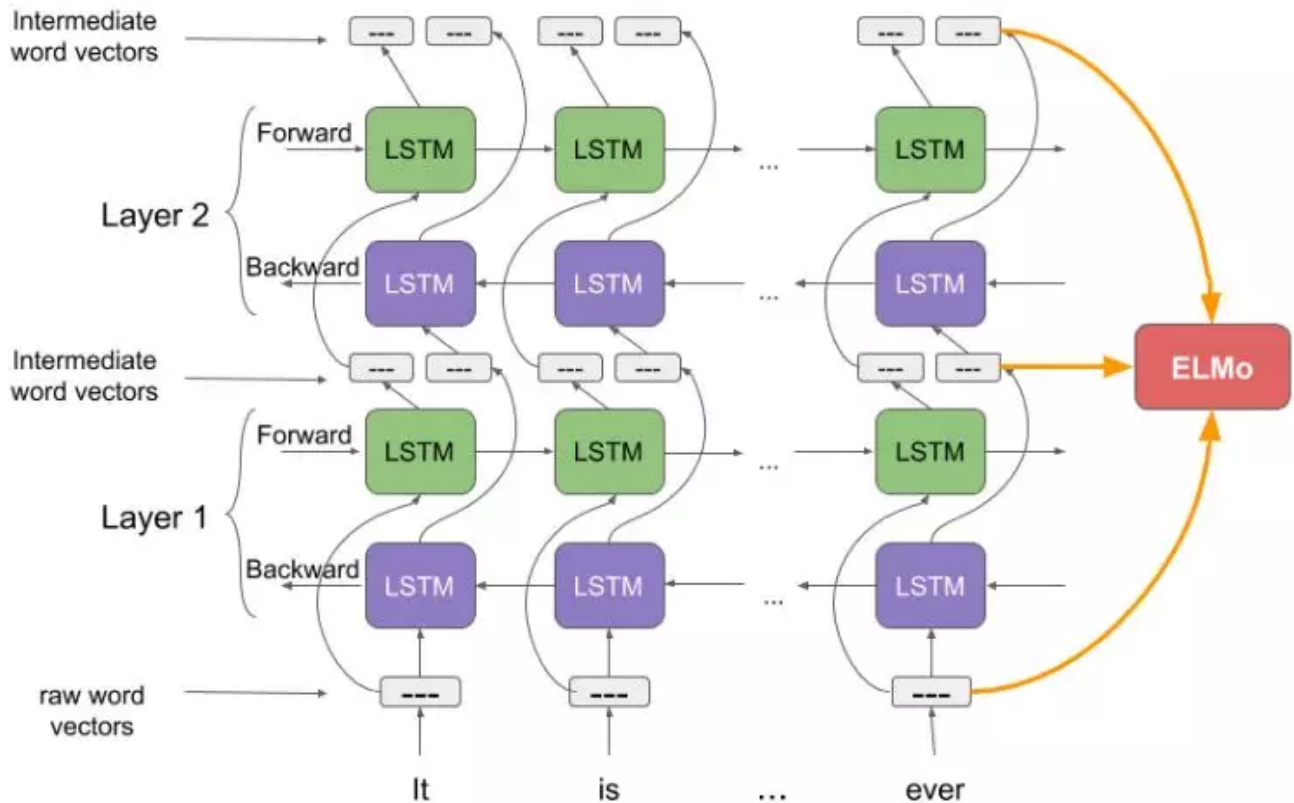 Intermediate
word vectors
--- --- --- --- --- ---
Forward
LSTM LSTM ... LSTM
Layer 2
Backward
LSTM LSTM ... LSTM
Intermediate
word vectors
--- --- --- --- --- ---
ELMo
Forward
LSTM LSTM ... LSTM
Layer 1
Backward
LSTM LSTM ... LSTM
raw word
vectors
--- --- ---
It is ... ever